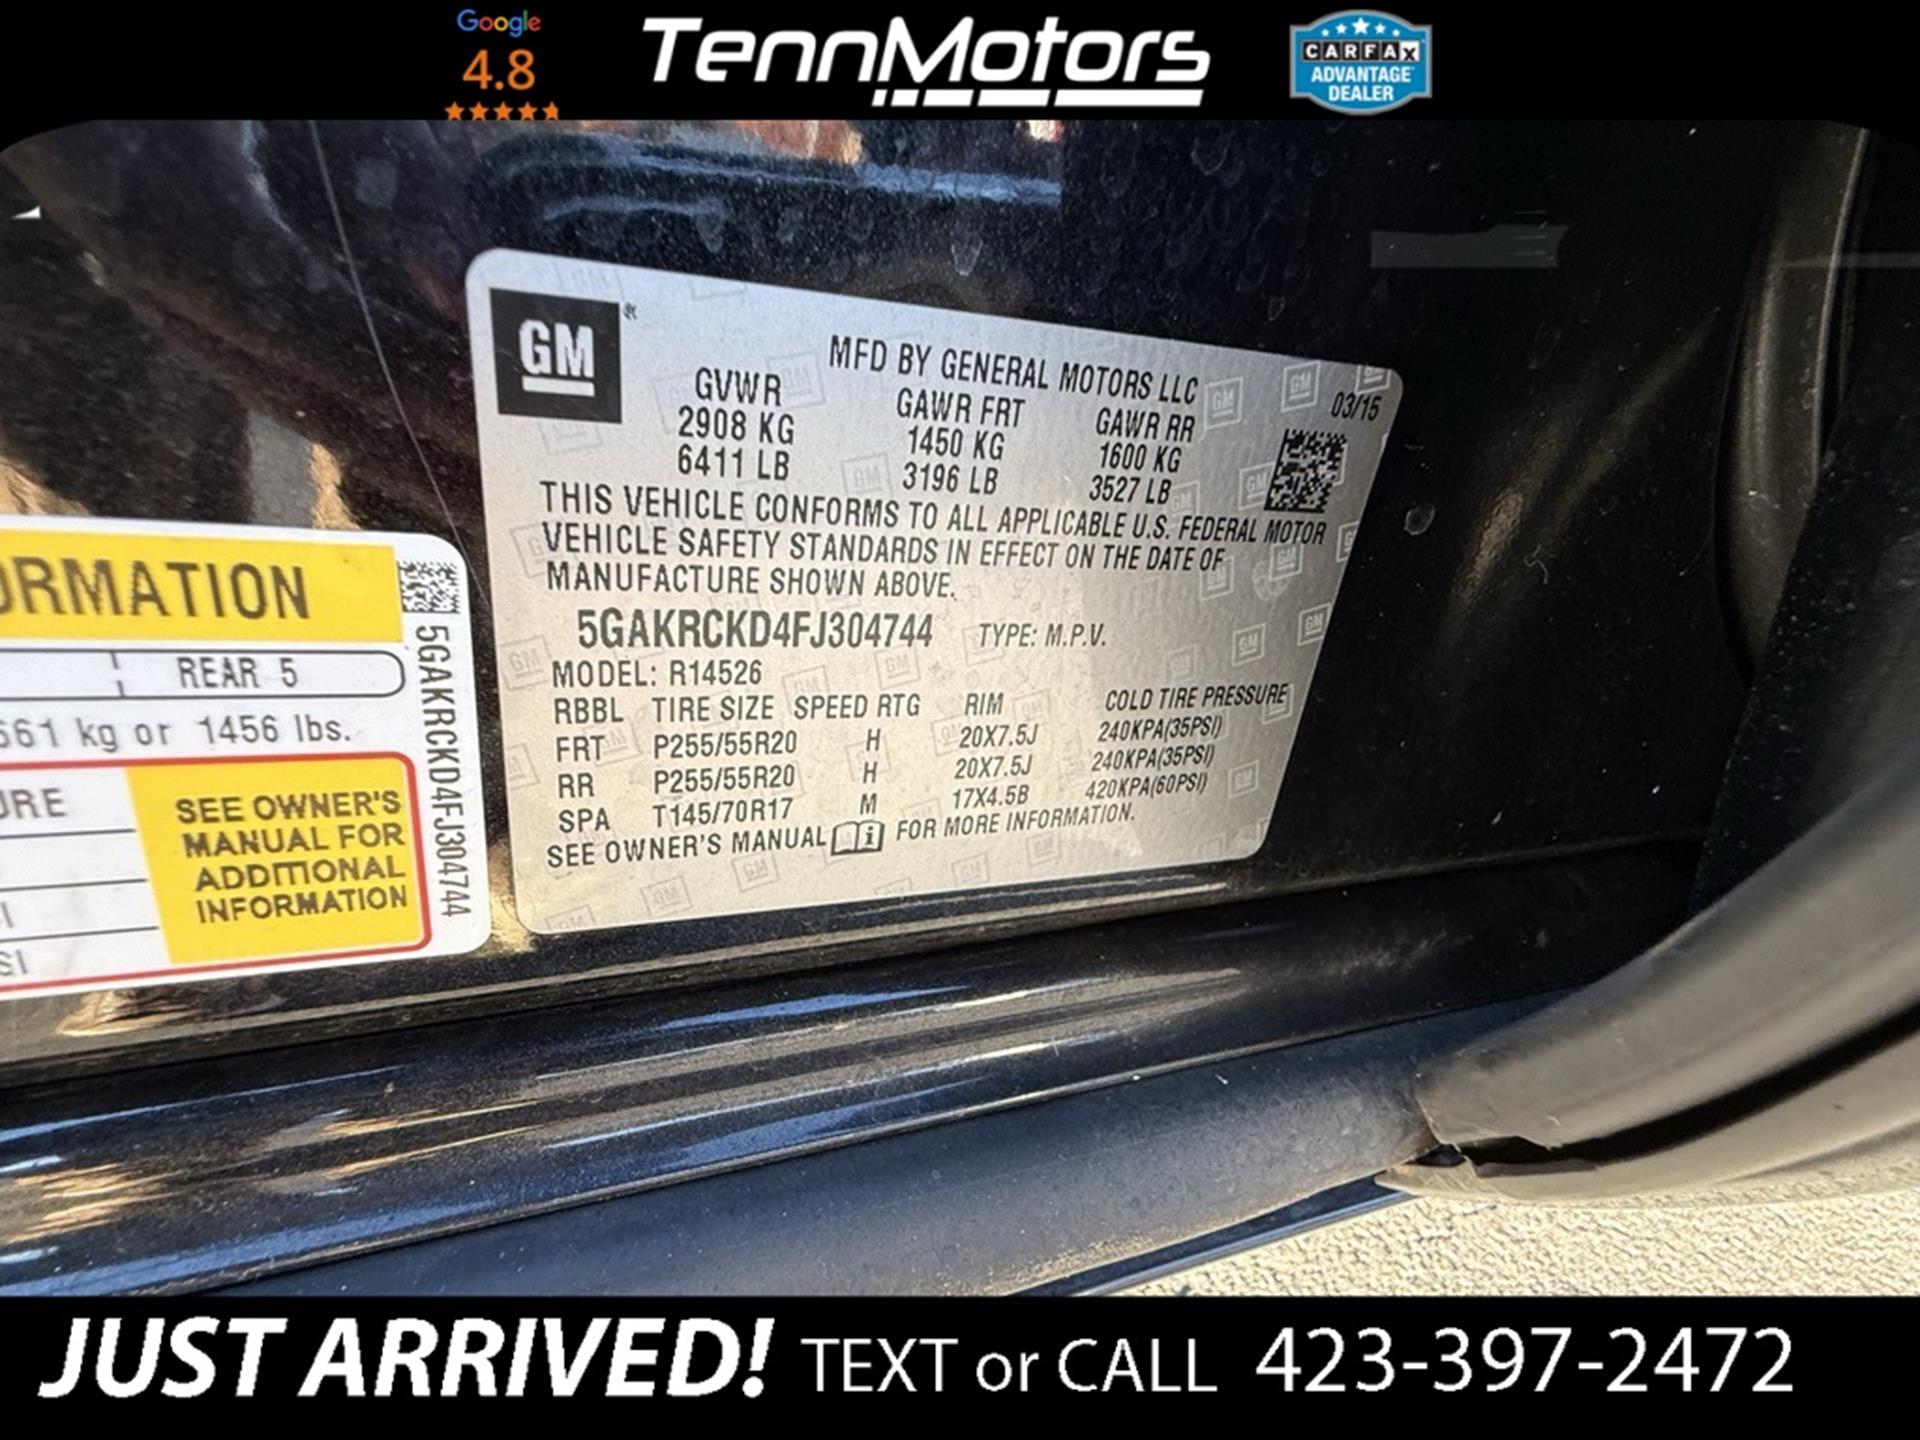 Google
4.8
TennMotors
CARFAX
ADVANTAGE
DEALER
GM
MFD BY GENERAL MOTORS LLC
03/15
GVWR GAWR FRT GAWR RR
2908 KG 1450 KG 1600 KG
6411 LB 3196 LB 3527 LB
THIS VEHICLE CONFORMS TO ALL APPLICABLE U.S. FEDERAL MOTOR
VEHICLE SAFETY STANDARDS IN EFFECT ON THE DATE OF
MANUFACTURE SHOWN ABOVE.
5GAKRCKD4FJ304744 TYPE: M.P.V.
MODEL: R14526
RBBL TIRE SIZE SPEED RTG RIM COLD TIRE PRESSURE
FRT P255/55R20 H 20X7.5J 240KPA(35PSI)
RR P255/55R20 H 20X7.5J 240KPA(35PSI)
SPA T145/70R17 M 17X4.5B 420KPA(60PSI)
SEE OWNER'S MANUAL FOR MORE INFORMATION.
ORMATION
REAR 5
661 kg or 1456 lbs.
URE
SEE OWNER'S
MANUAL FOR
ADDITIONAL
INFORMATION
SI
5GAKRCKD4FJ304744
JUST ARRIVED! TEXT or CALL 423-397-2472